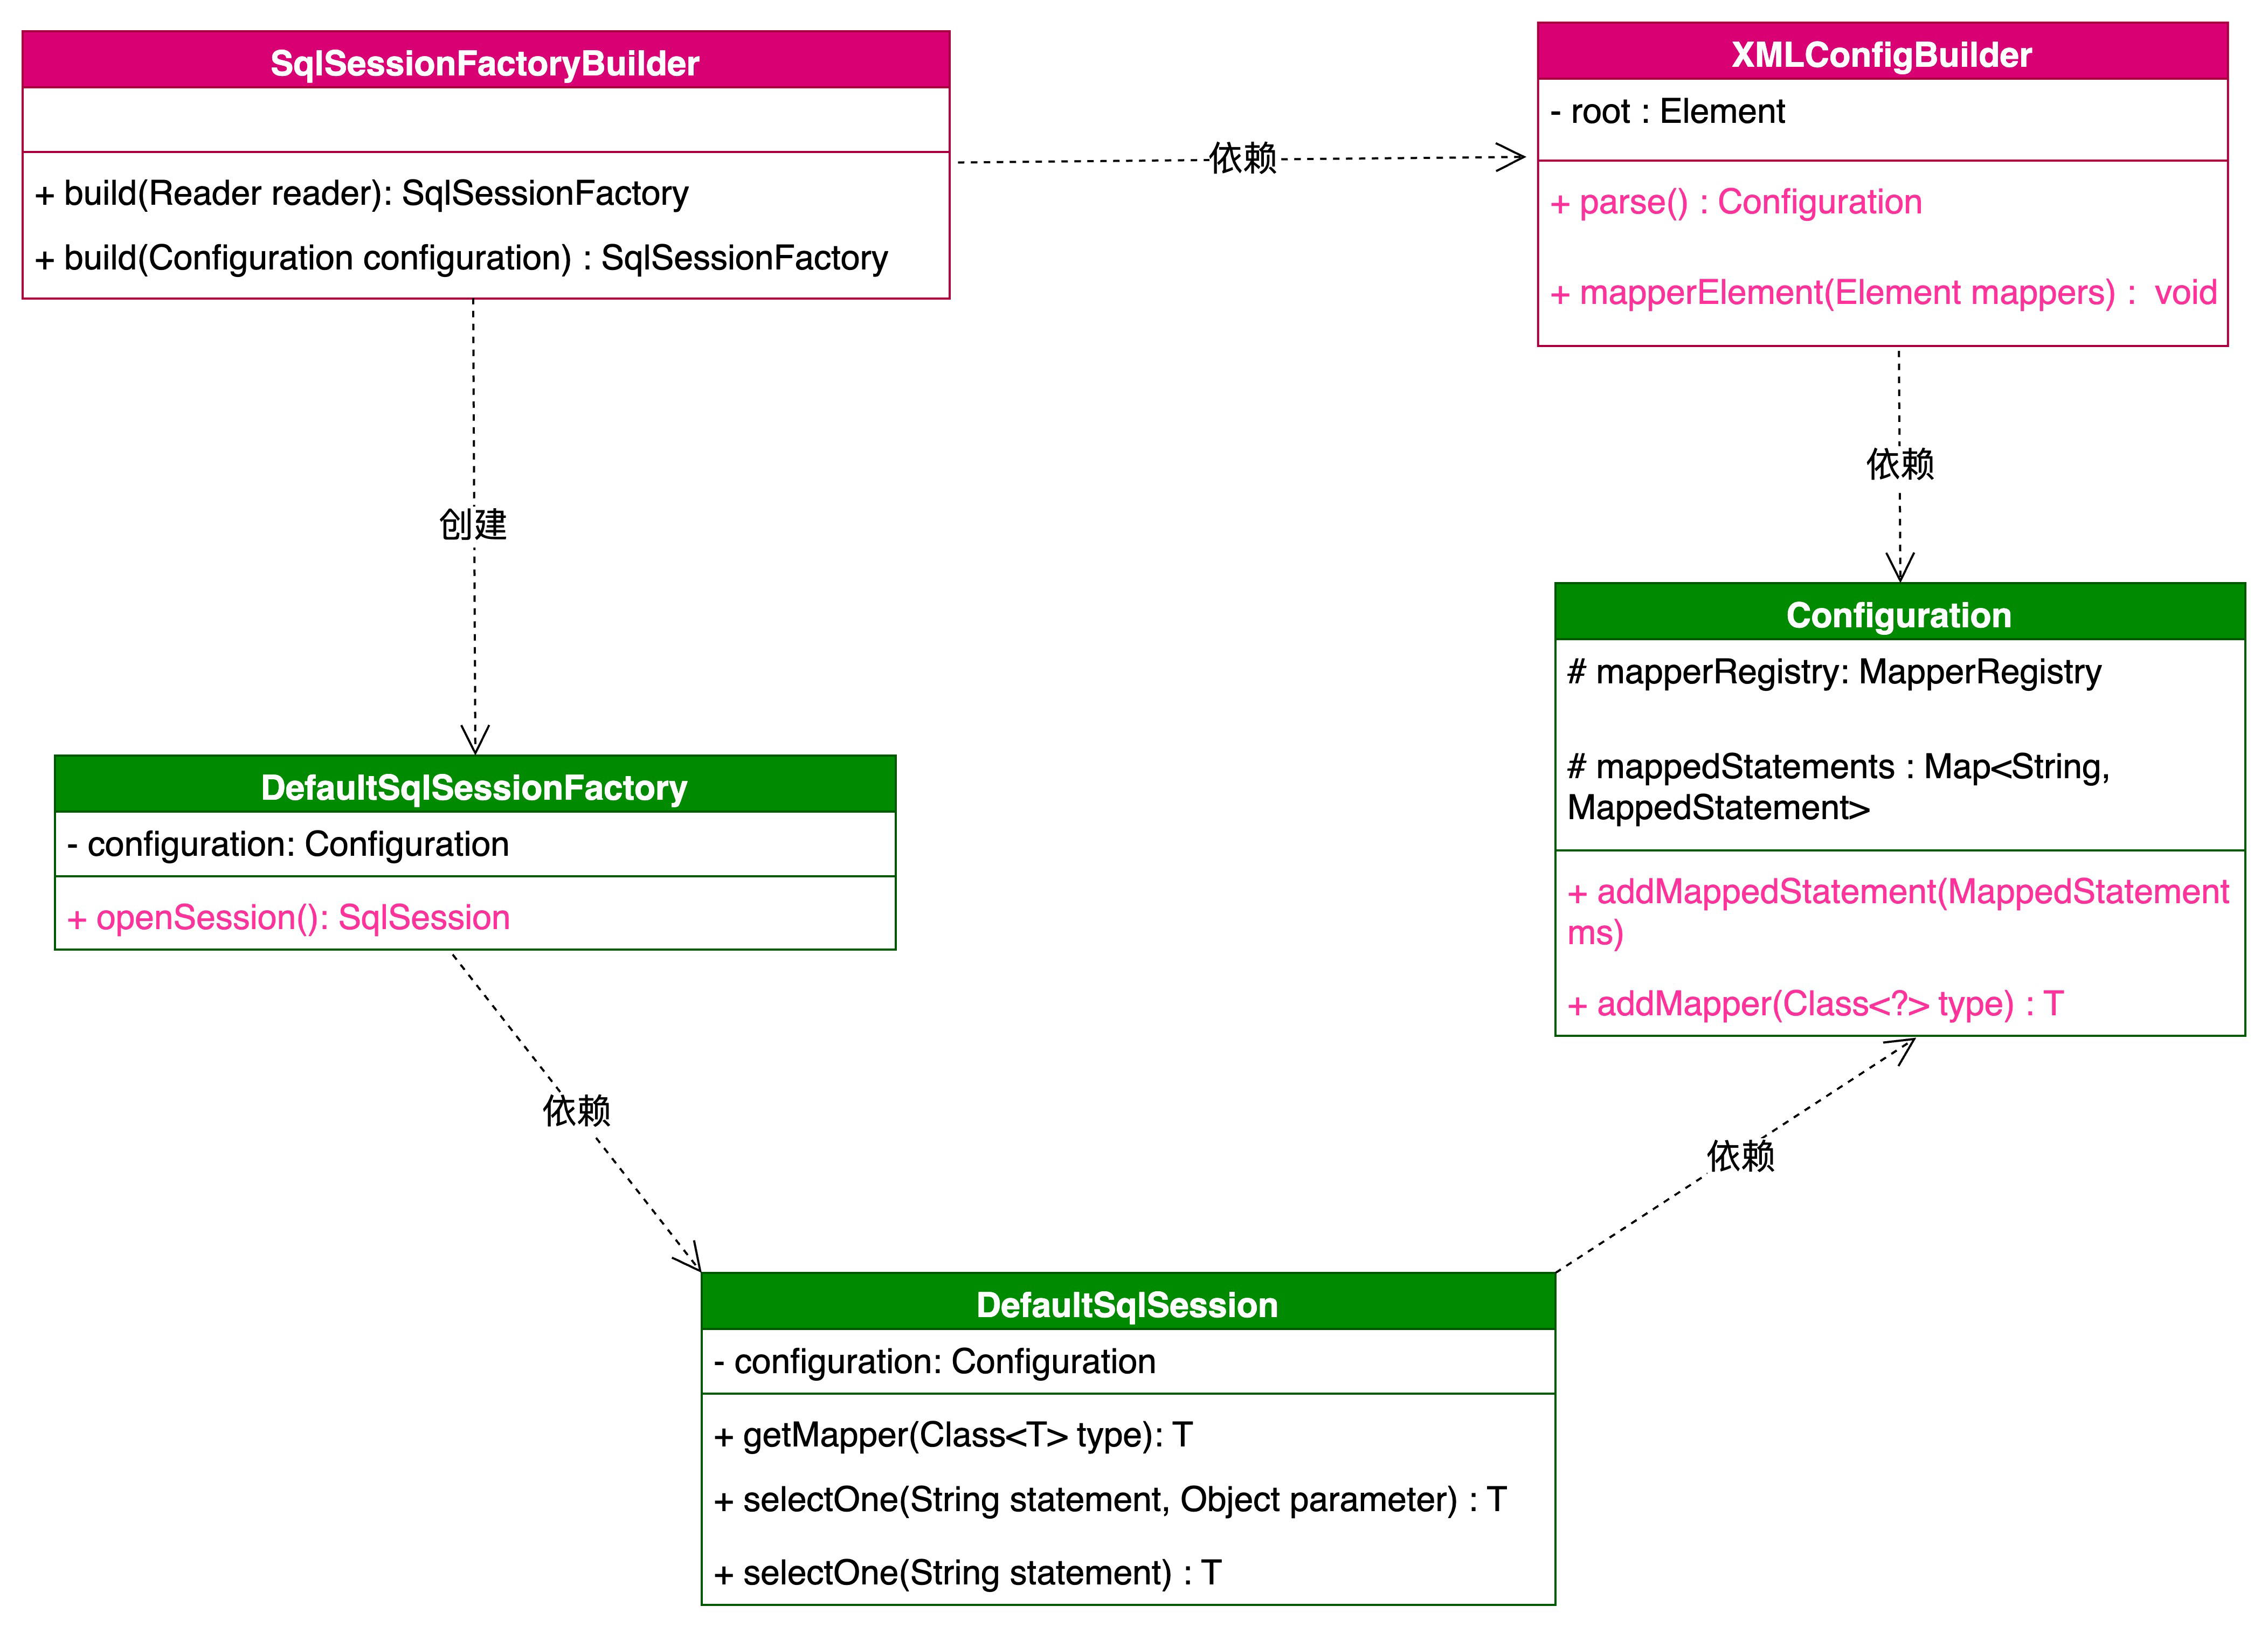 SqlSessionFactoryBuilder
+ build(Reader reader): SqlSessionFactory
+ build(Configuration configuration) : SqlSessionFactory
依赖
XMLConfigBuilder
- root : Element
+ parse() : Configuration
+ mapperElement(Element mappers) :  void
创建
依赖
Configuration
# mapperRegistry: MapperRegistry
# mappedStatements : Map<String,
MappedStatement>
+ addMappedStatement(MappedStatement
ms)
+ addMapper(Class<?> type) : T
DefaultSqlSessionFactory
- configuration: Configuration
+ openSession(): SqlSession
依赖
依赖
DefaultSqlSession
- configuration: Configuration
+ getMapper(Class<T> type): T
+ selectOne(String statement, Object parameter) : T
+ selectOne(String statement) : T